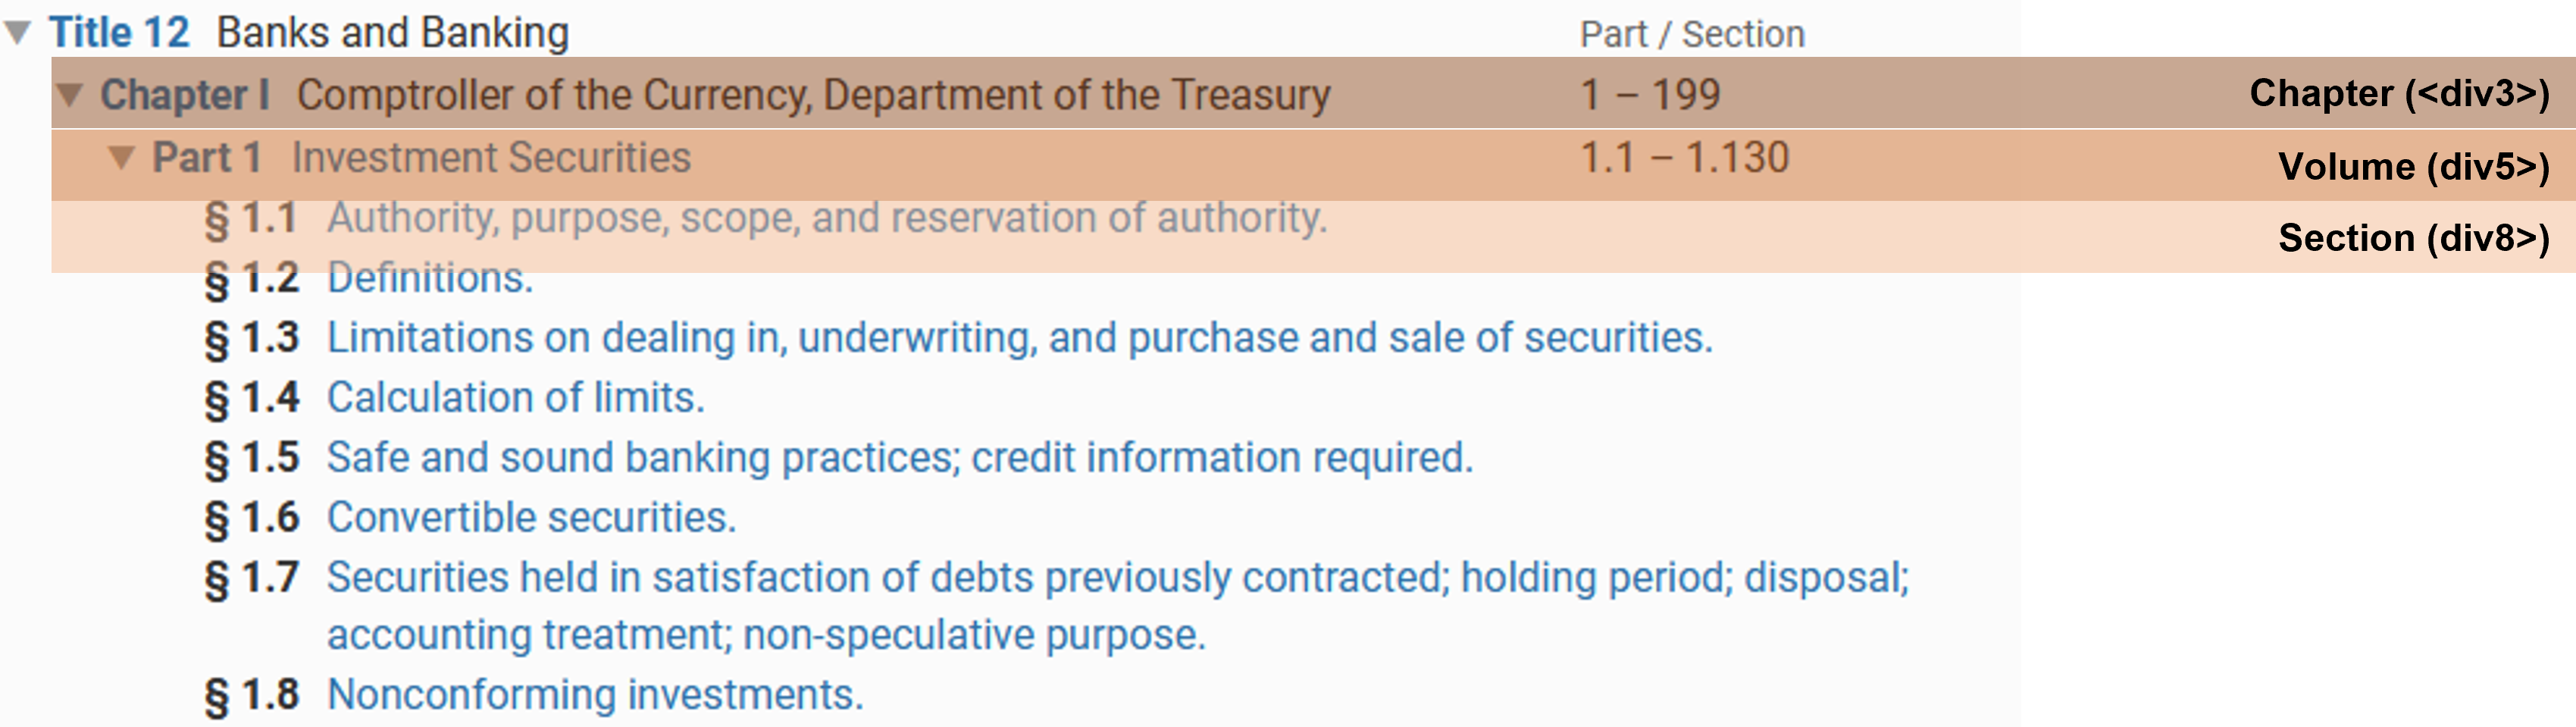 Title 12 Banks and Banking Part / Section
Chapter I Comptroller of the Currency, Department of the Treasury 1 – 199 Chapter (<div3>)
Part 1 Investment Securities 1.1 – 1.130 Volume (div5>)
§ 1.1 Authority, purpose, scope, and reservation of authority. Section (div8>)
§ 1.2 Definitions.
§ 1.3 Limitations on dealing in, underwriting, and purchase and sale of securities.
§ 1.4 Calculation of limits.
§ 1.5 Safe and sound banking practices; credit information required.
§ 1.6 Convertible securities.
§ 1.7 Securities held in satisfaction of debts previously contracted; holding period; disposal;
accounting treatment; non-speculative purpose.
§ 1.8 Nonconforming investments.